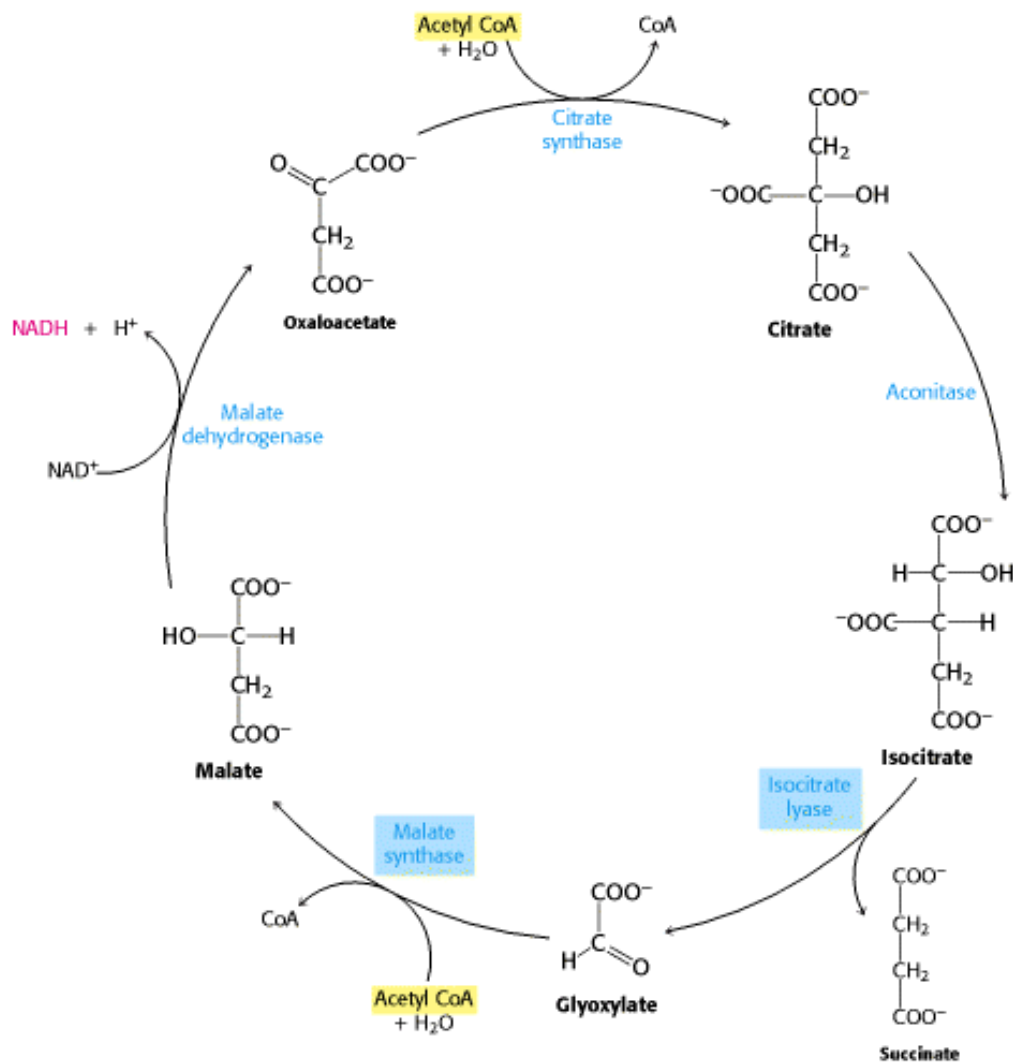 Acetyl CoA
+ H₂O
CoA
Citrate
synthase
O
COO⁻
C
CH₂
COO⁻
Oxaloacetate
COO⁻
CH₂
⁻OOC—C—OH
CH₂
COO⁻
Citrate
NADH + H⁺
Malate
dehydrogenase
NAD⁺
Aconitase
COO⁻
H—C—OH
⁻OOC—C—H
CH₂
COO⁻
Isocitrate
COO⁻
HO—C—H
CH₂
COO⁻
Malate
Isocitrate
lyase
Malate
synthase
CoA
Acetyl CoA
+ H₂O
COO⁻
C
H
O
Glyoxylate
COO⁻
CH₂
CH₂
COO⁻
Succinate